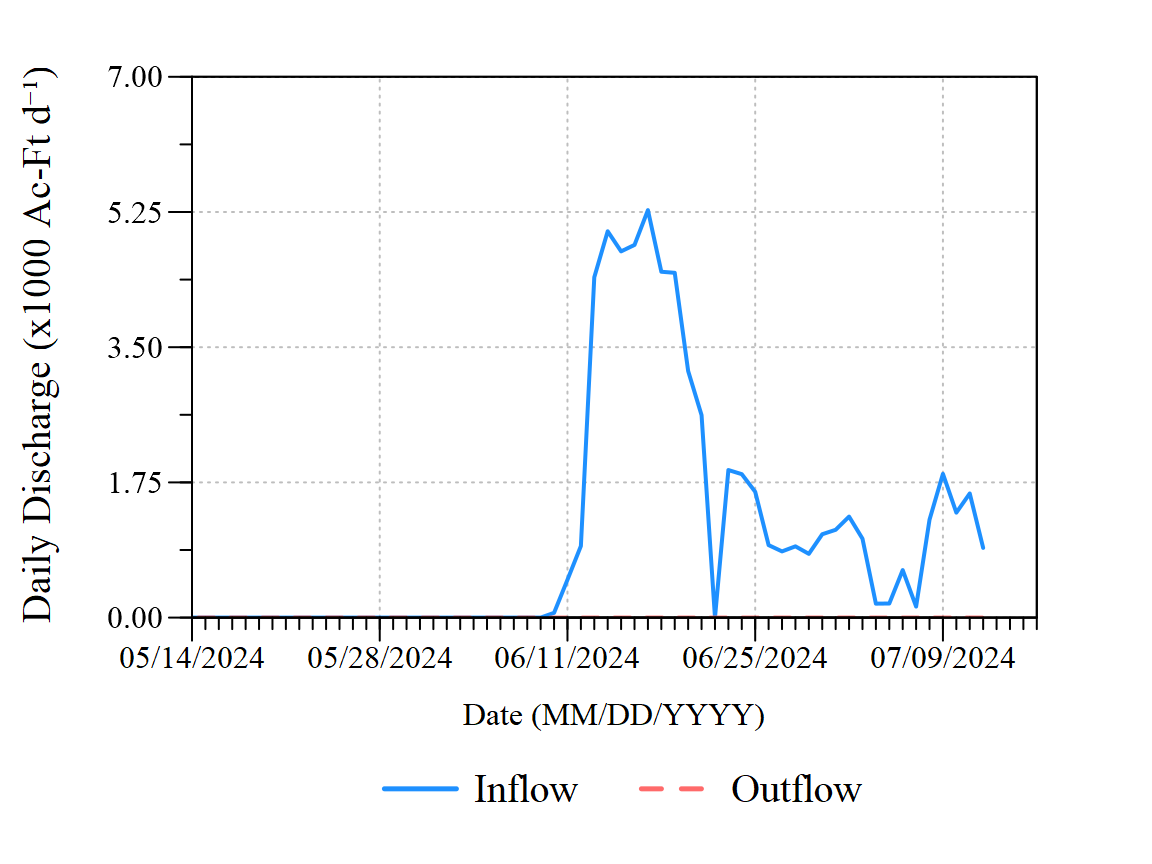 Daily Discharge (x1000 Ac-Ft d⁻¹)
7.00
5.25
3.50
1.75
0.00
05/14/2024 05/28/2024 06/11/2024 06/25/2024 07/09/2024
Date (MM/DD/YYYY)
Inflow Outflow